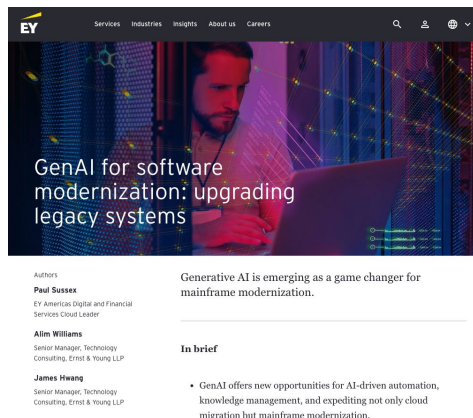 EY
Services Industries Insights About us Careers
GenAI for software
modernization: upgrading
legacy systems
Authors
Paul Sussex
EY Americas Digital and Financial
Services Cloud Leader
Alim Williams
Senior Manager, Technology
Consulting, Ernst & Young LLP
James Hwang
Senior Manager, Technology
Consulting, Ernst & Young LLP
Generative AI is emerging as a game changer for
mainframe modernization.
In brief
• GenAI offers new opportunities for AI-driven automation,
knowledge management, and expediting not only cloud
migration but mainframe modernization.